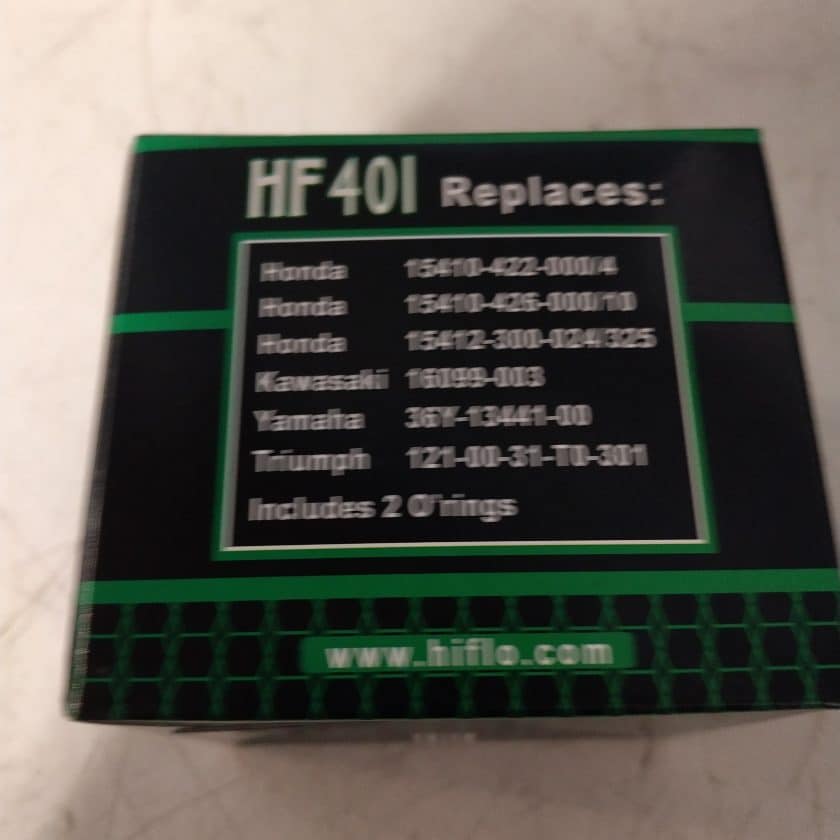 HF401 Replaces:
Honda 15410-422-000/4
Honda 15410-426-000/10
Honda 15412-300-024/325
Kawasaki 16099-003
Yamaha 36Y-13441-00
Triumph 121-00-31-T0-301
Includes 2 O'rings
www.hiflo.com